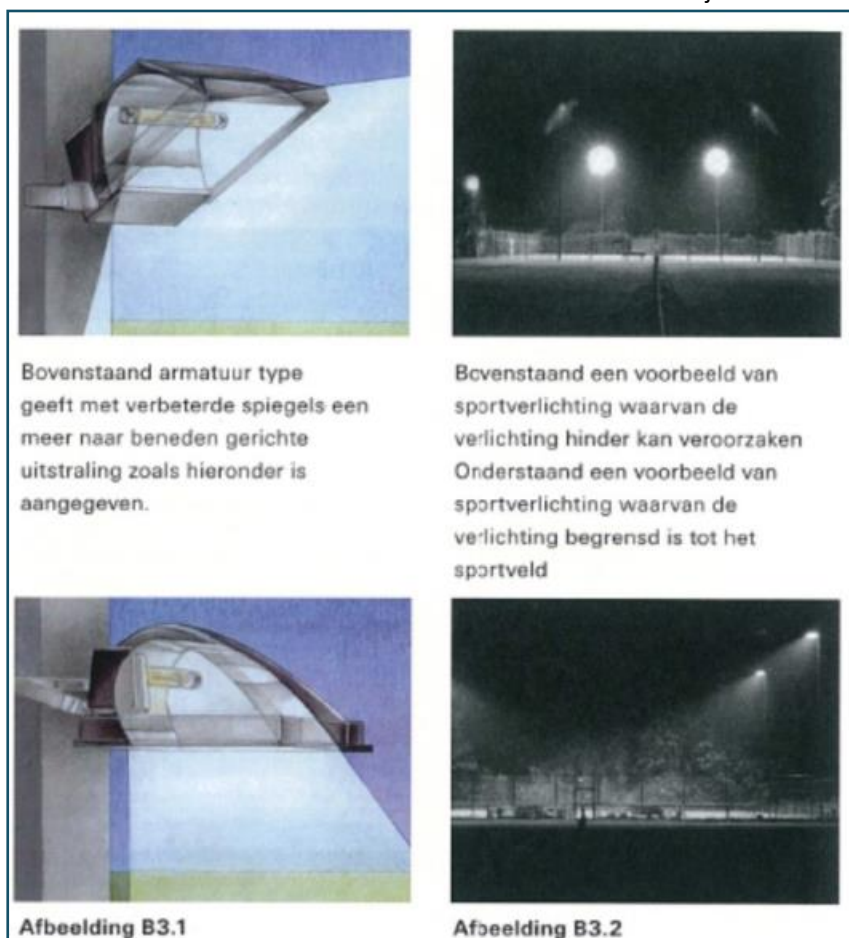 Bovenstaand armatuur type
geeft met verbeterde spiegels een
meer naar beneden gerichte
uitstraling zoals hieronder is
aangegeven.
Bovenstaand een voorbeeld van
sportverlichting waarvan de
verlichting hinder kan veroorzaken
Onderstaand een voorbeeld van
sportverlichting waarvan de
verlichting begrensd is tot het
sportveld
Afbeelding B3.1
Afbeelding B3.2